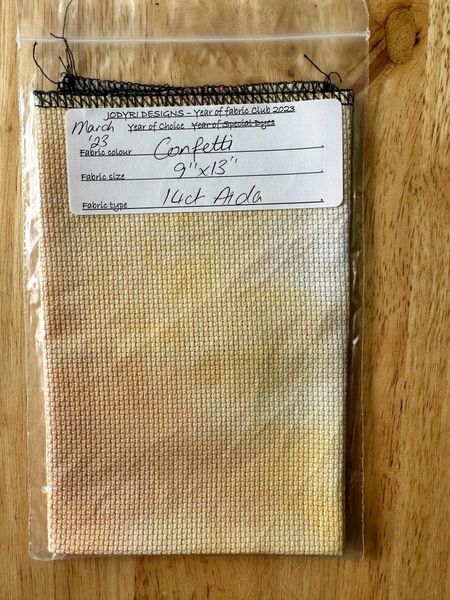 JODYRI DESIGNS - Year of fabric Club 2023
March '23 Year of Choice Year of Special Dyes
Fabric colour Confetti
Fabric size 9"x13"
Fabric type 14ct Aida